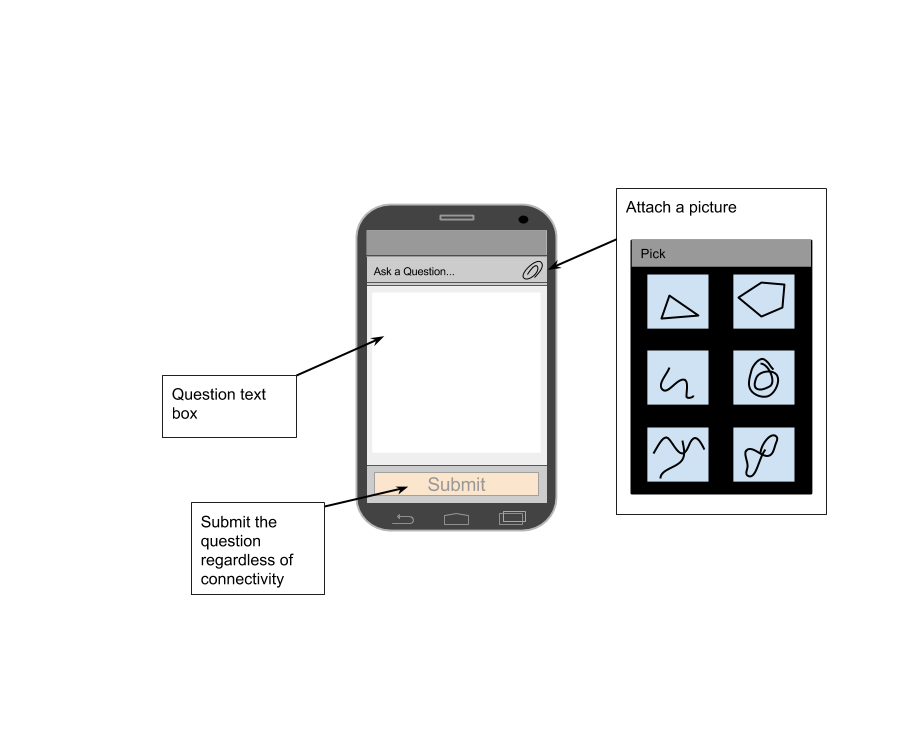 Attach a picture
Pick
Ask a Question...
Question text
box
Submit
Submit the
question
regardless of
connectivity